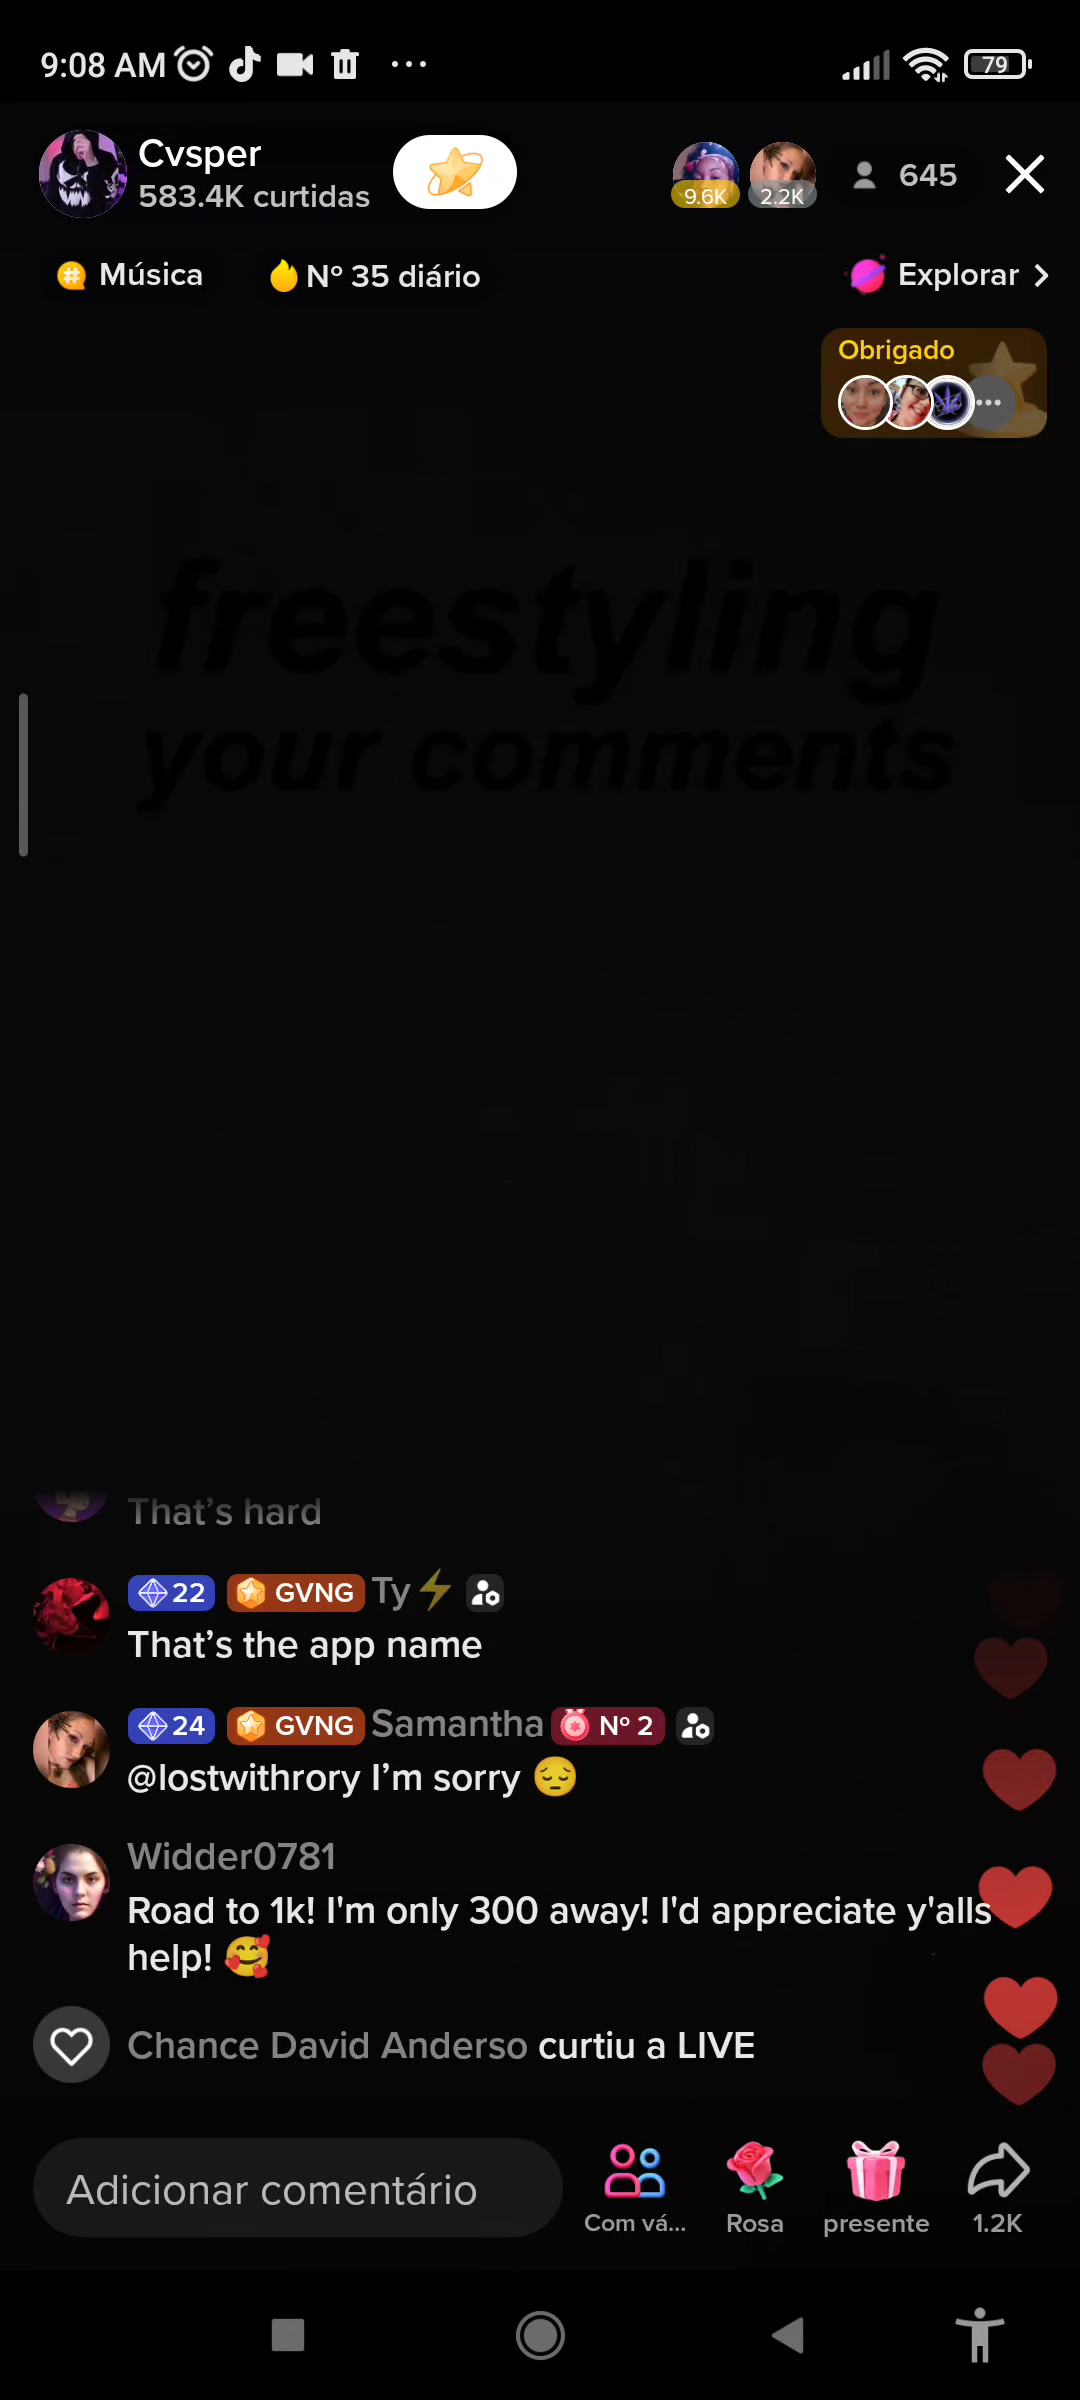 9:08 AM
79
Cvsper
583.4K curtidas
9.6K
2.2K
645
Música
Nº 35 diário
Explorar
Obrigado
freestyling
your comments
That's hard
22 GVNG Ty
That's the app name
24 GVNG Samantha Nº 2
@lostwithrory I'm sorry 😔
Widder0781
Road to 1k! I'm only 300 away! I'd appreciate y'alls
help! 🥰
Chance David Anderso curtiu a LIVE
Adicionar comentário
Com vá...
Rosa
presente
1.2K